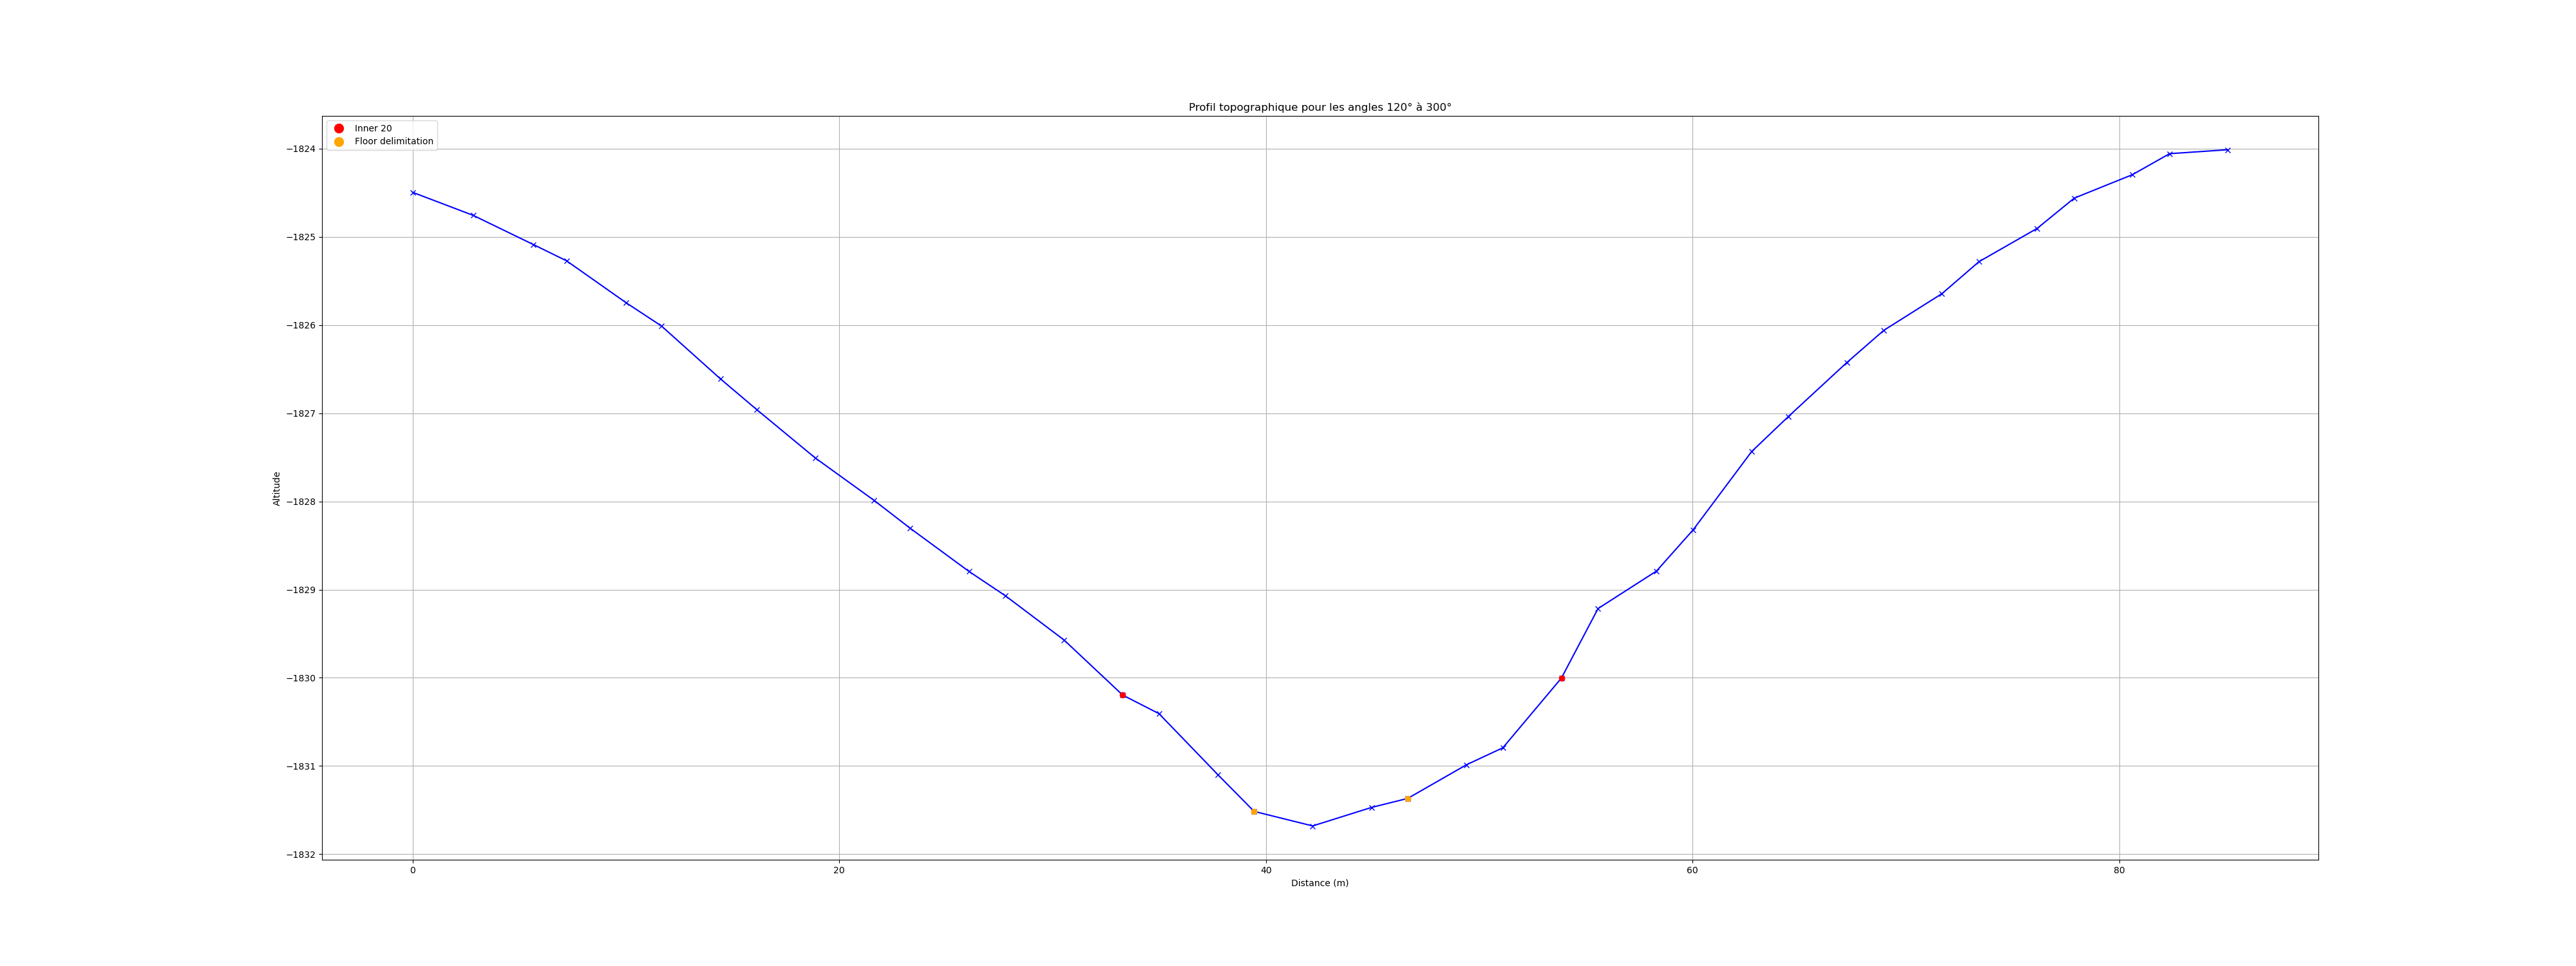 Profil topographique pour les angles 120° à 300°
Inner 20
Floor delimitation
−1824
−1825
−1826
−1827
−1828
−1829
−1830
−1831
−1832
Altitude
0 20 40 60 80
Distance (m)